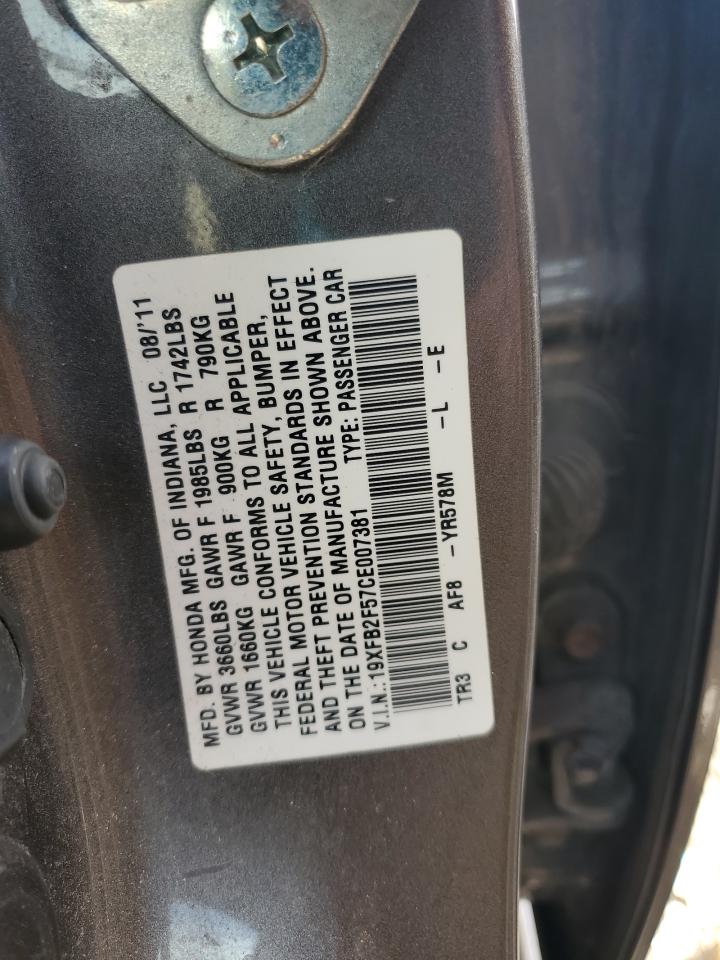 MFD. BY HONDA MFG. OF INDIANA, LLC 08/'11
GVWR 3660LBS GAWR F 1985LBS R 1742LBS
GVWR 1660KG GAWR F 900KG R 790KG
THIS VEHICLE CONFORMS TO ALL APPLICABLE
FEDERAL MOTOR VEHICLE SAFETY, BUMPER,
AND THEFT PREVENTION STANDARDS IN EFFECT
ON THE DATE OF MANUFACTURE SHOWN ABOVE.
V.I.N.:19XFB2F57CE007381 TYPE: PASSENGER CAR
TR3 C AF8 -YR578M -L -E